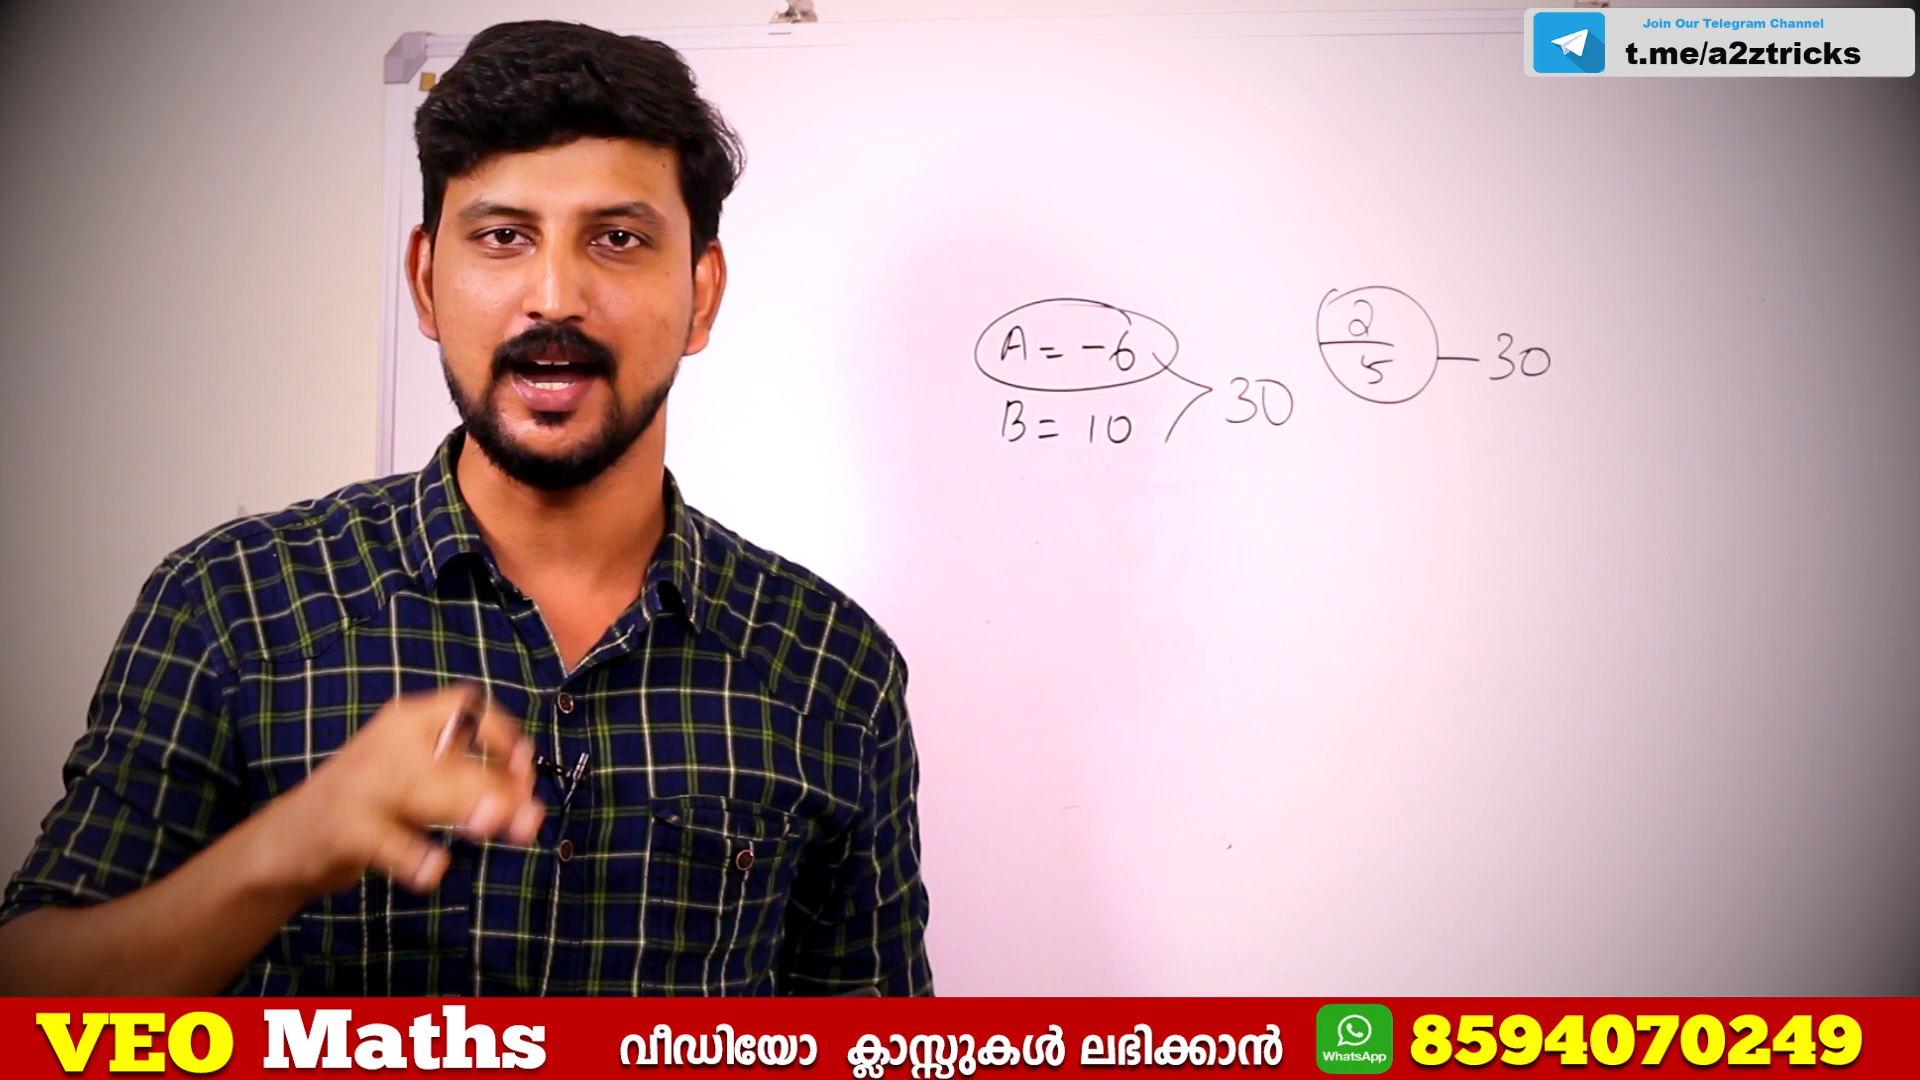 Join Our Telegram Channel
t.me/a2ztricks
A = -6
B = 10
30
2
5
30
VEO Maths വീഡിയോ ക്ലാസ്സുകൾ ലഭിക്കാൻ WhatsApp 8594070249